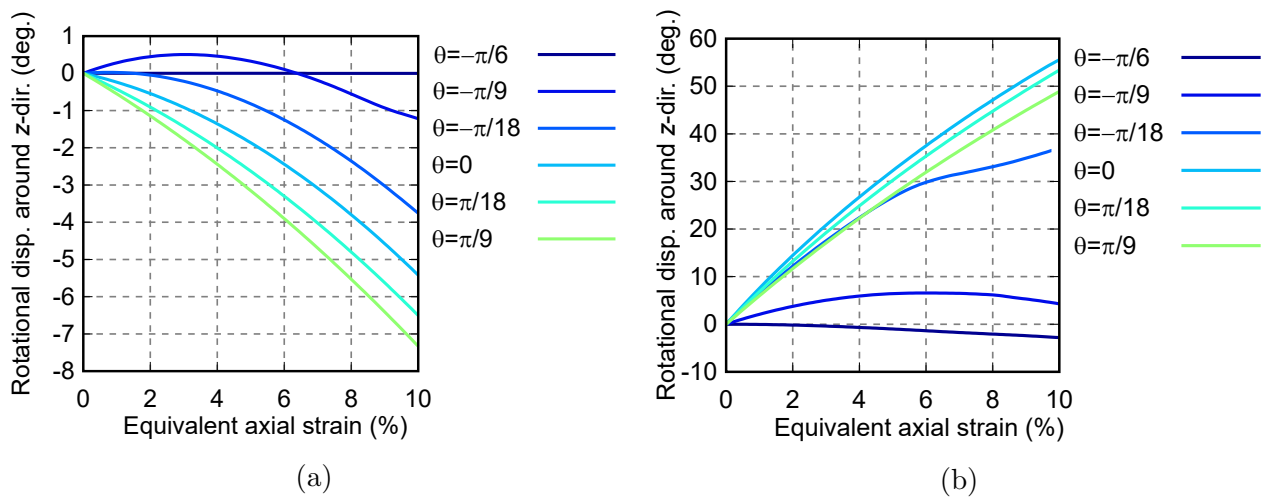 Rotational disp. around z-dir. (deg.)
1
0
-1
-2
-3
-4
-5
-6
-7
-8
0 2 4 6 8 10
Equivalent axial strain (%)
θ=−π/6
θ=−π/9
θ=−π/18
θ=0
θ=π/18
θ=π/9
(a)
Rotational disp. around z-dir. (deg.)
60
50
40
30
20
10
0
-10
0 2 4 6 8 10
Equivalent axial strain (%)
θ=−π/6
θ=−π/9
θ=−π/18
θ=0
θ=π/18
θ=π/9
(b)